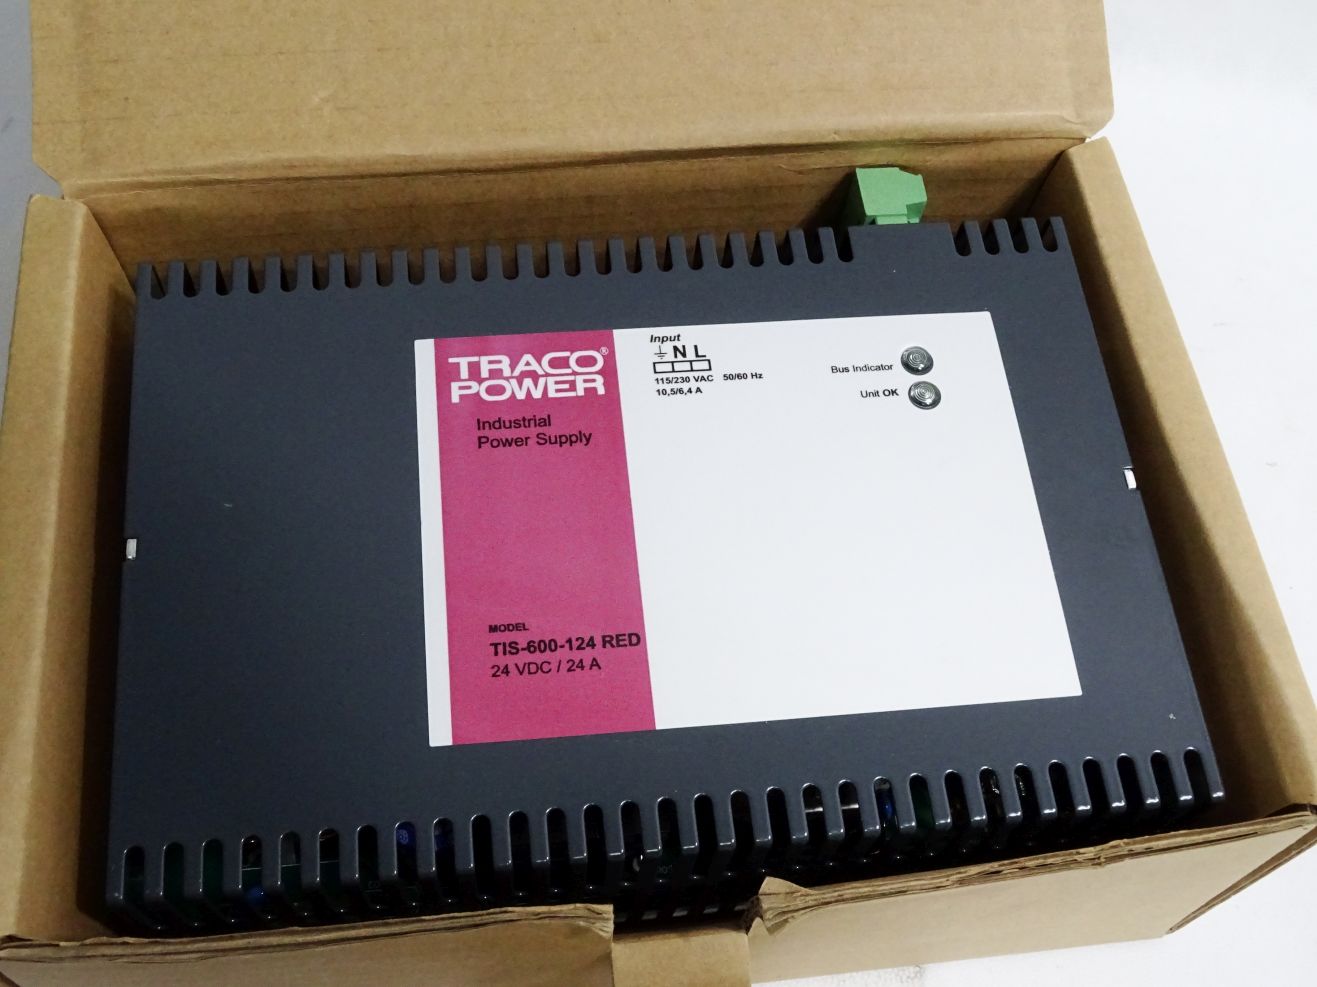 TRACO®
POWER
Industrial
Power Supply
MODEL
TIS-600-124 RED
24 VDC / 24 A
Input
⏚ N L
115/230 VAC 50/60 Hz
10,5/6,4 A
Bus Indicator
Unit OK